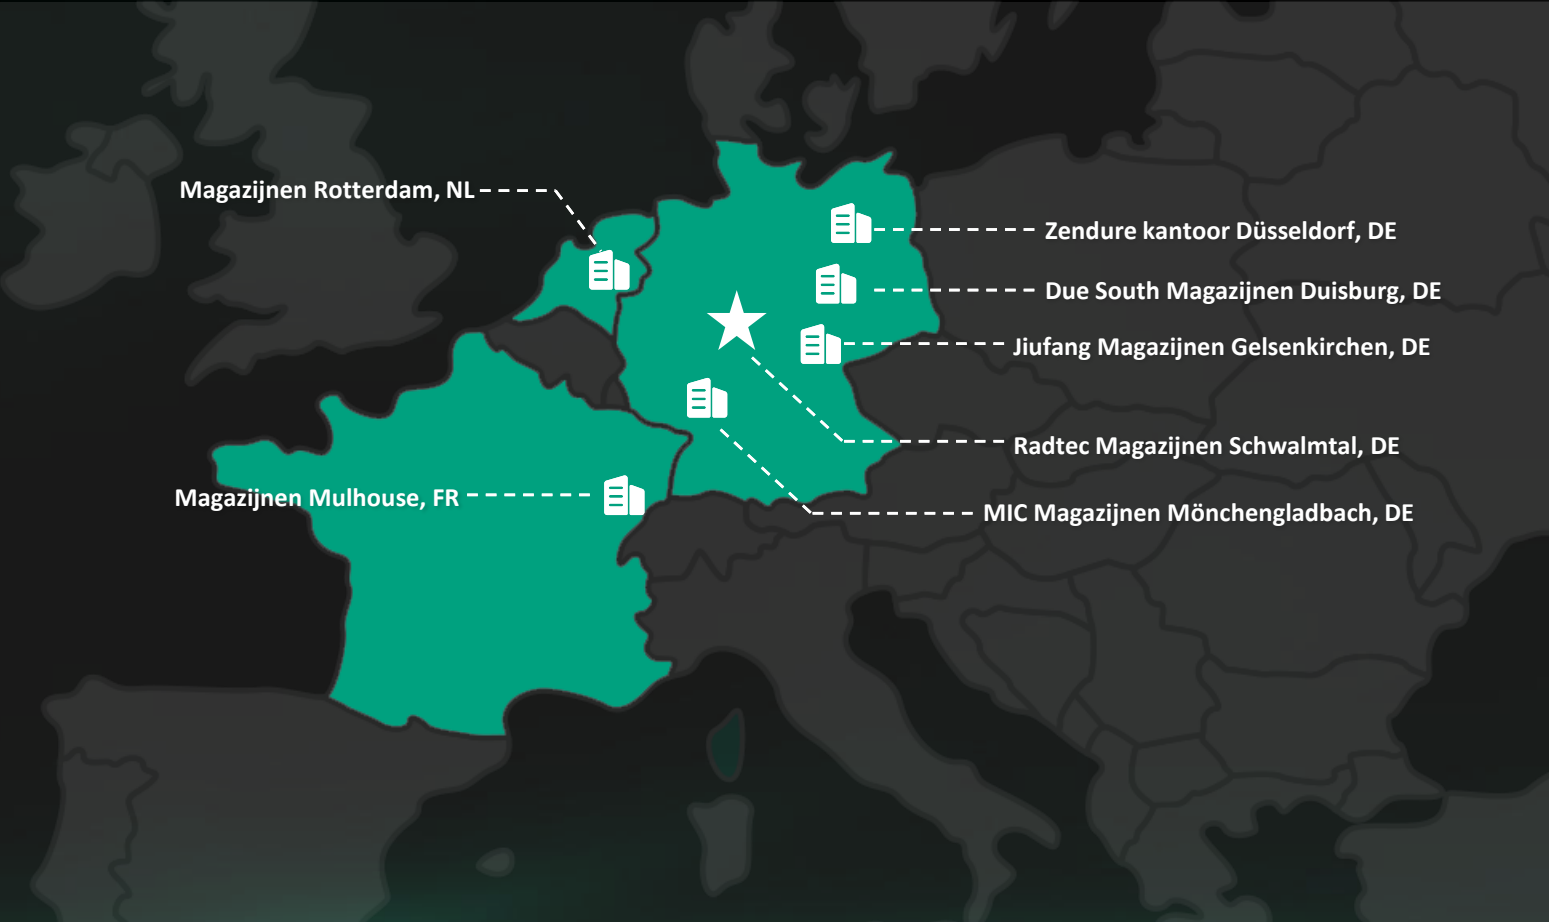 Magazijnen Rotterdam, NL
Zendure kantoor Düsseldorf, DE
Due South Magazijnen Duisburg, DE
Jiufang Magazijnen Gelsenkirchen, DE
Radtec Magazijnen Schwalmtal, DE
Magazijnen Mulhouse, FR
MIC Magazijnen Mönchengladbach, DE